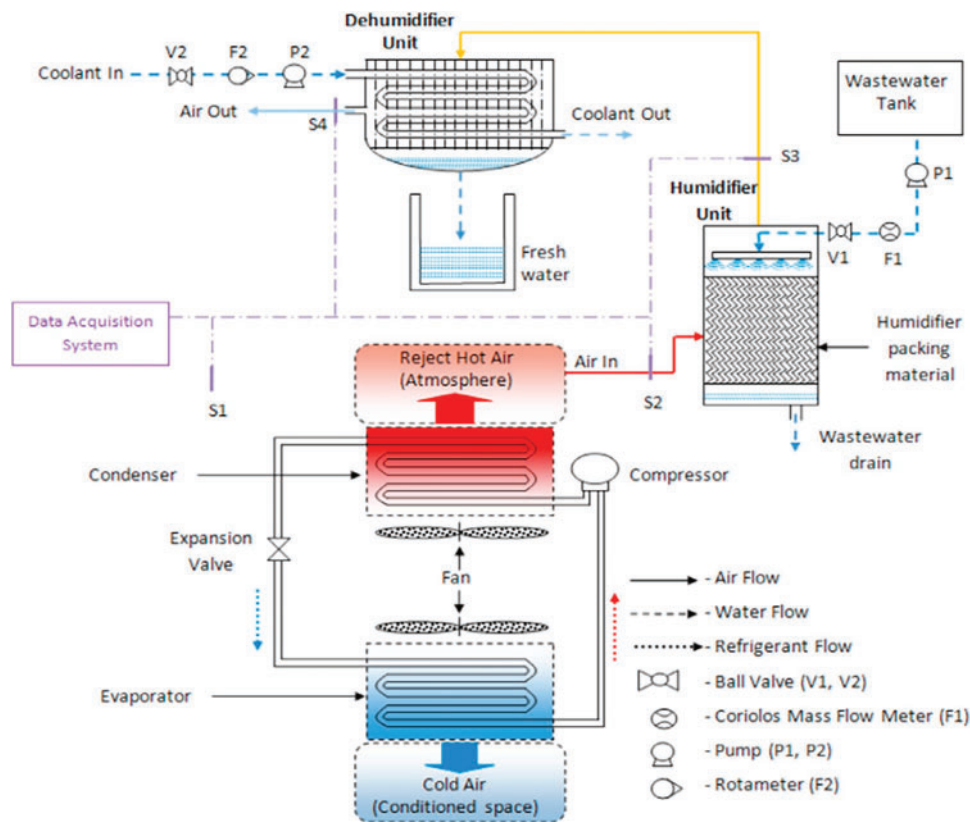 Dehumidifier
Unit
V2
F2
P2
Coolant In
Air Out
S4
Coolant Out
Wastewater
Tank
S3
P1
Humidifier
Unit
V1
F1
Fresh
water
Data Acquisition
System
S1
Reject Hot Air
(Atmosphere)
Air In
S2
Humidifier
packing
material
Wastewater
drain
Condenser
Compressor
Expansion
Valve
Fan
Evaporator
Cold Air
(Conditioned space)
- Air Flow
- Water Flow
- Refrigerant Flow
- Ball Valve (V1, V2)
- Coriolos Mass Flow Meter (F1)
- Pump (P1, P2)
- Rotameter (F2)